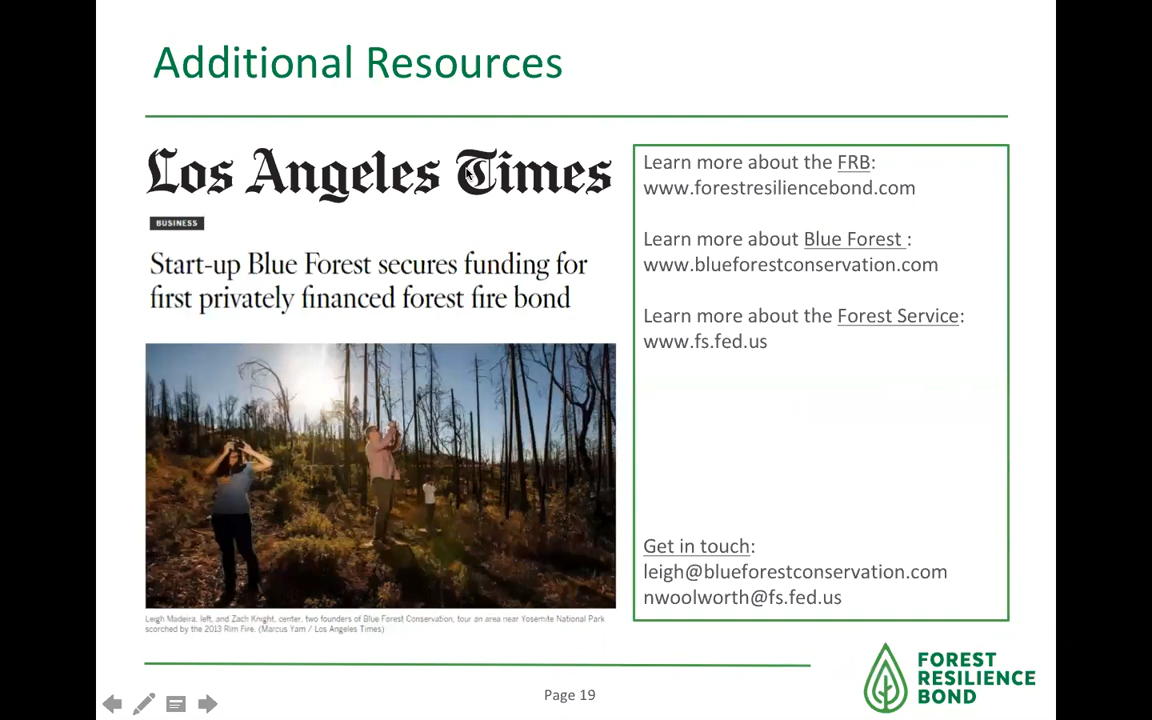 Additional Resources
Los Angeles Times
BUSINESS
Start-up Blue Forest secures funding for
first privately financed forest fire bond
Leigh Madeira, left, and Zach Knight, center, two founders of Blue Forest Conservation, tour an area near Yosemite National Park
scorched by the 2013 Rim Fire. (Marcus Yam / Los Angeles Times)
Learn more about the FRB:
www.forestresiliencebond.com
Learn more about Blue Forest :
www.blueforestconservation.com
Learn more about the Forest Service:
www.fs.fed.us
Get in touch:
leigh@blueforestconservation.com
nwoolworth@fs.fed.us
Page 19
FOREST
RESILIENCE
BOND